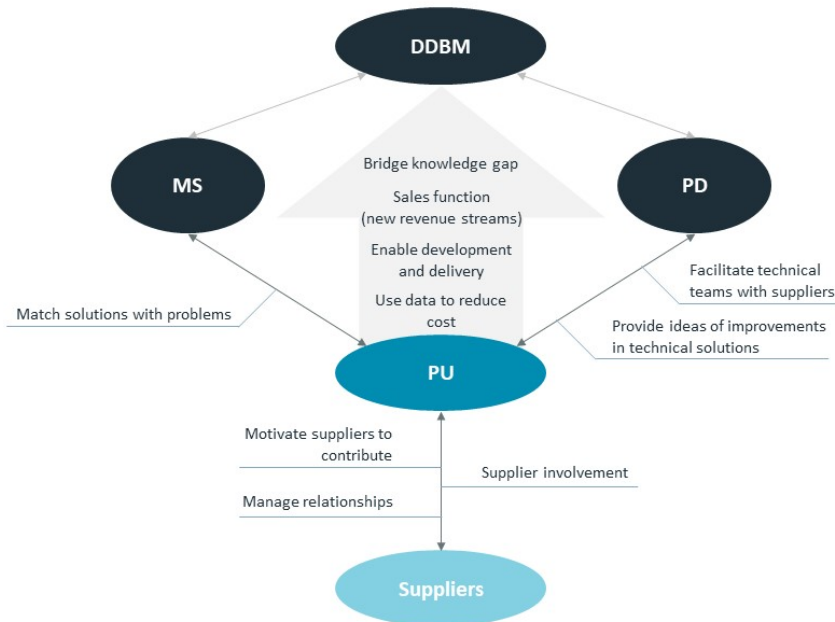 DDBM
MS
PD
Bridge knowledge gap
Sales function
(new revenue streams)
Enable development
and delivery
Use data to reduce
cost
Match solutions with problems
Facilitate technical
teams with suppliers
Provide ideas of improvements
in technical solutions
PU
Motivate suppliers to
contribute
Supplier involvement
Manage relationships
Suppliers